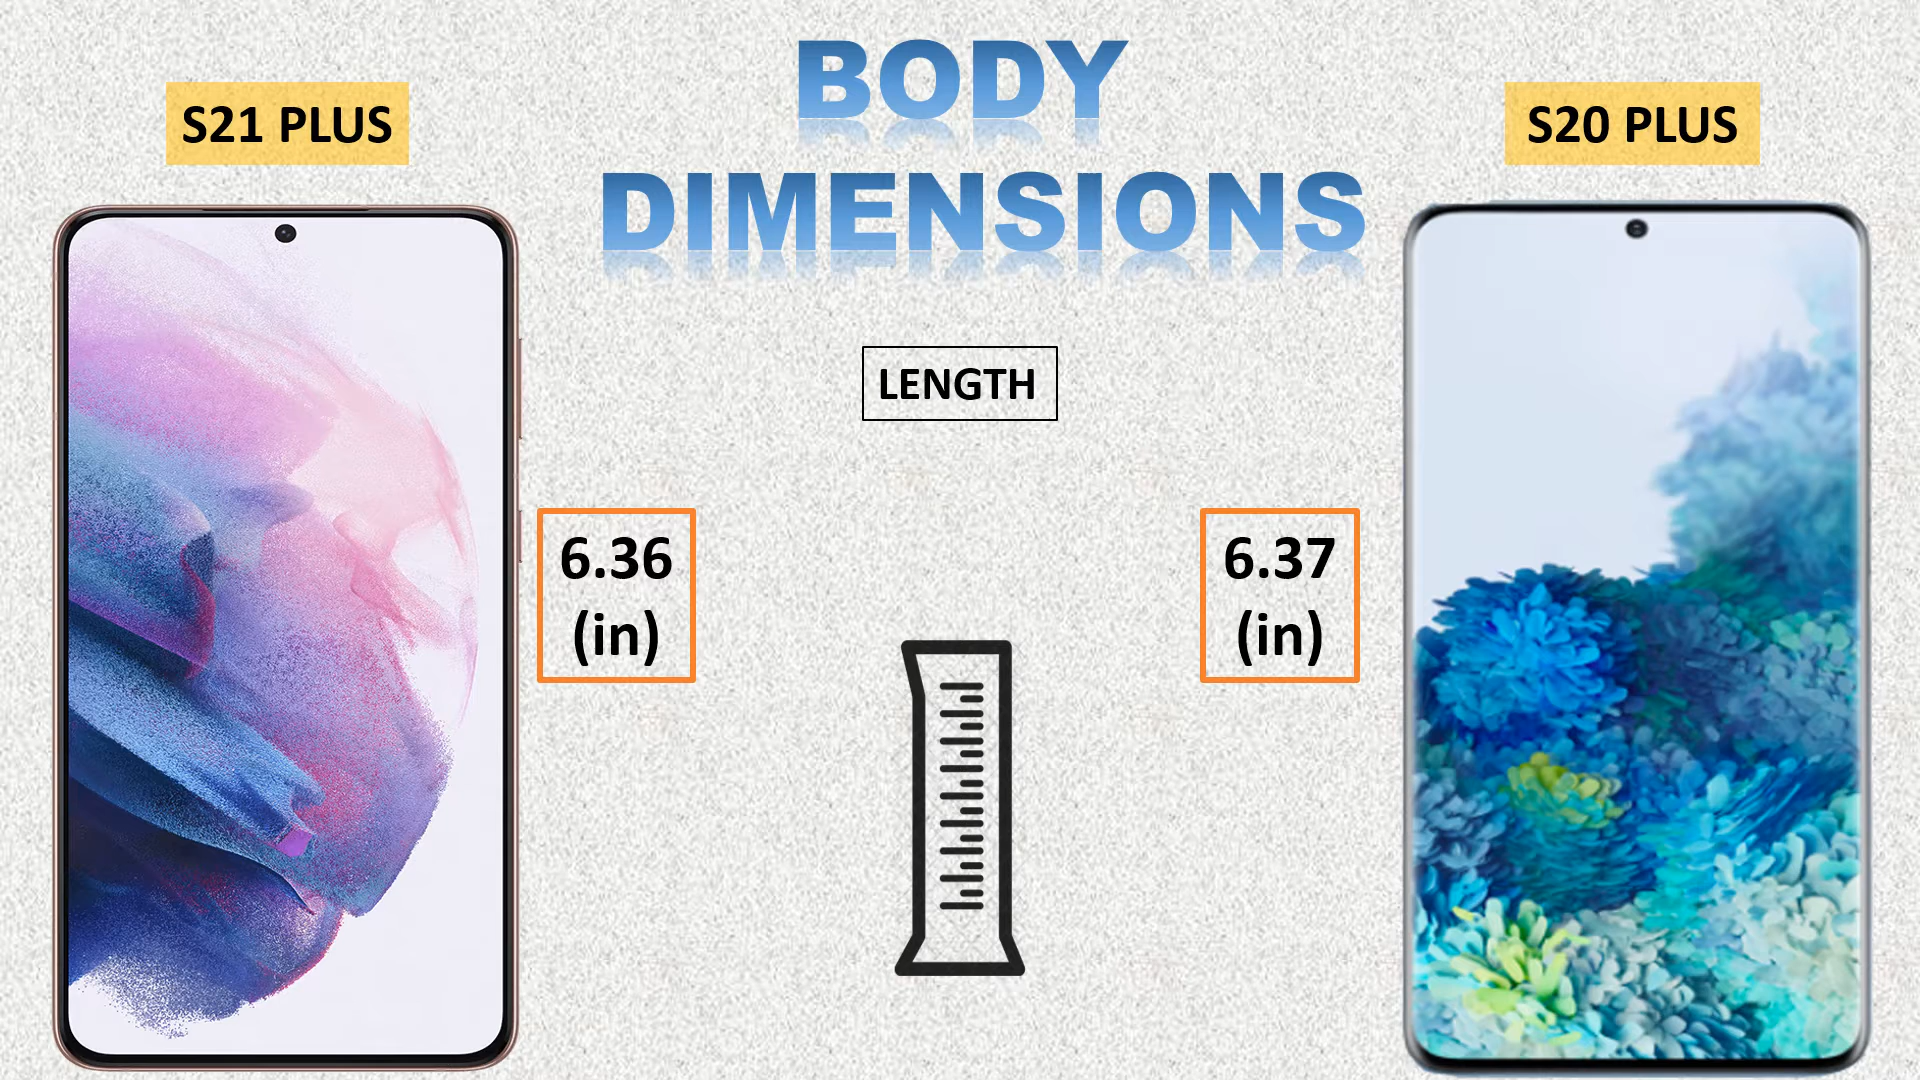 BODY
DIMENSIONS
S21 PLUS
S20 PLUS
LENGTH
6.36
(in)
6.37
(in)